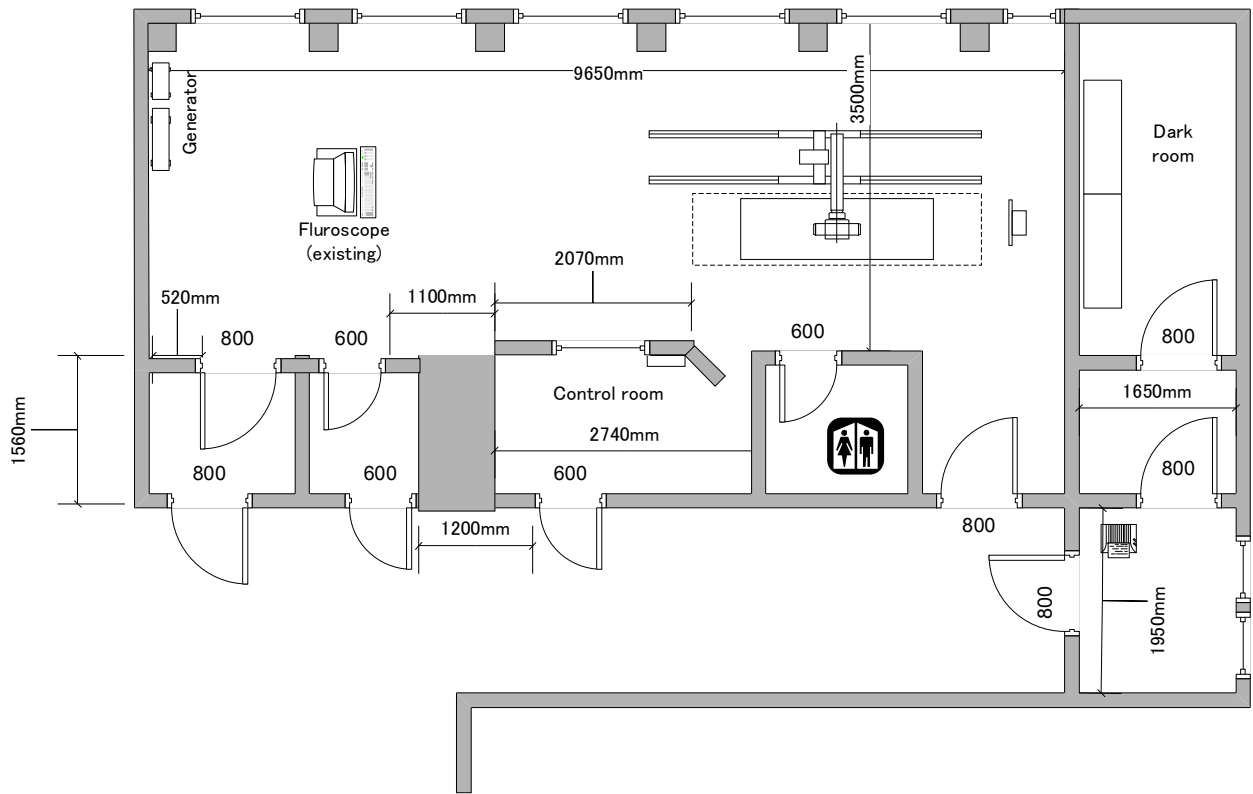 9650mm
3500mm
Generator
Dark
room
Fluroscope
(existing)
2070mm
1100mm
520mm
800
600
600
800
Control room
1650mm
1560mm
2740mm
800
600
600
800
1200mm
800
800
1950mm